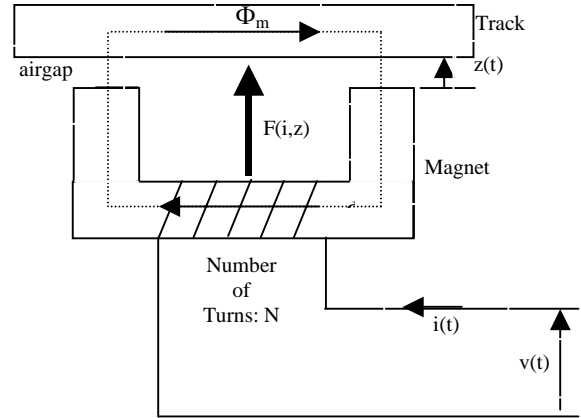 Φm
Track
airgap
z(t)
F(i,z)
Magnet
Number
of
Turns: N
i(t)
v(t)